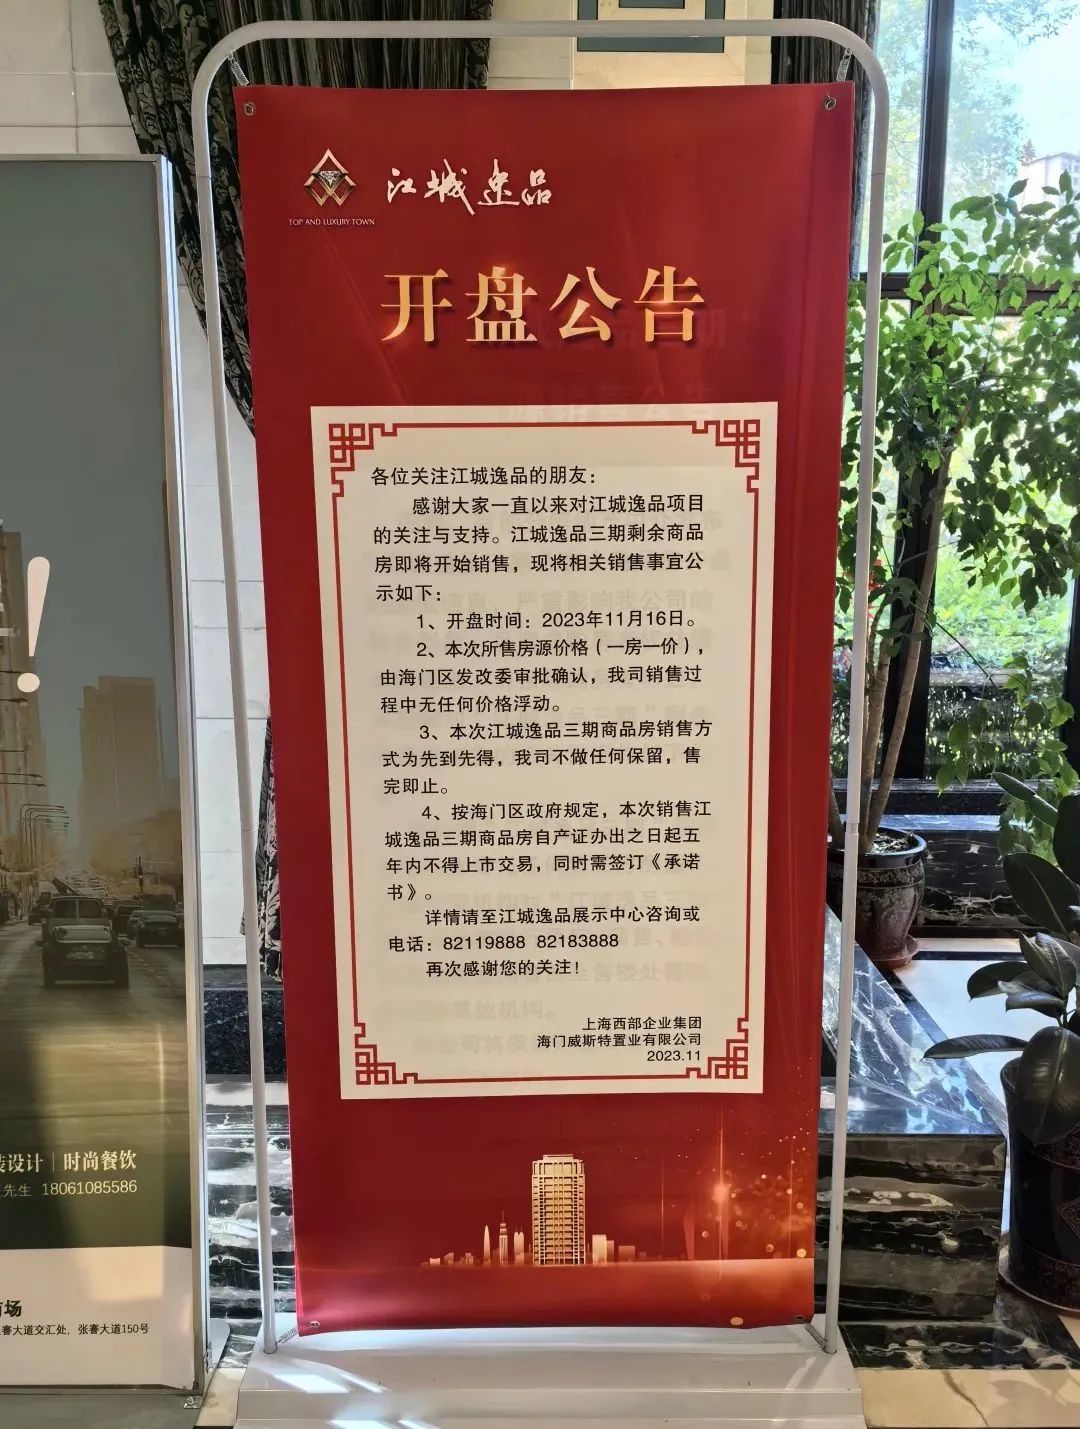 江城逸品
TOP AND LUXURY TOWN
开盘公告
各位关注江城逸品的朋友：
感谢大家一直以来对江城逸品项目
的关注与支持。江城逸品三期剩余商品
房即将开始销售，现将相关销售事宜公
示如下：
1、开盘时间：2023年11月16日。
2、本次所售房源价格（一房一价），
由海门区发改委审批确认，我司销售过
程中无任何价格浮动。
3、本次江城逸品三期商品房销售方
式为先到先得，我司不做任何保留，售
完即止。
4、按海门区政府规定，本次销售江
城逸品三期商品房自产证办出之日起五
年内不得上市交易，同时需签订《承诺
书》。
详情请至江城逸品展示中心咨询或
电话：82119888 82183888
再次感谢您的关注！
上海西部企业集团
海门威斯特置业有限公司
2023.11
！
设计｜时尚餐饮
先生 18061085586
场
大道交汇处，张謇大道150号